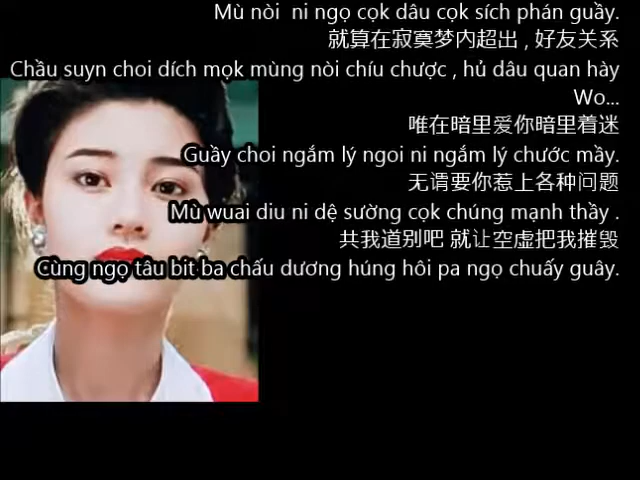 Mù nòi ni ngọ cọk dâu cọk sích phán guầy.
就算在寂寞梦内超出 , 好友关系
Chầu suyn choi dích mọk mùng nòi chíu chược , hủ dâu quan hày
Wo...
唯在暗里爱你暗里着迷
Guầy choi ngắm lý ngoi ni ngắm lý chước mầy.
无谓要你惹上各种问题
Mù wuai diu ni dệ sường cọk chúng mạnh thầy .
共我道别吧 就让空虚把我摧毁
Cùng ngọ tâu bit ba chấu dương húng hôi pa ngọ chuấy guây.